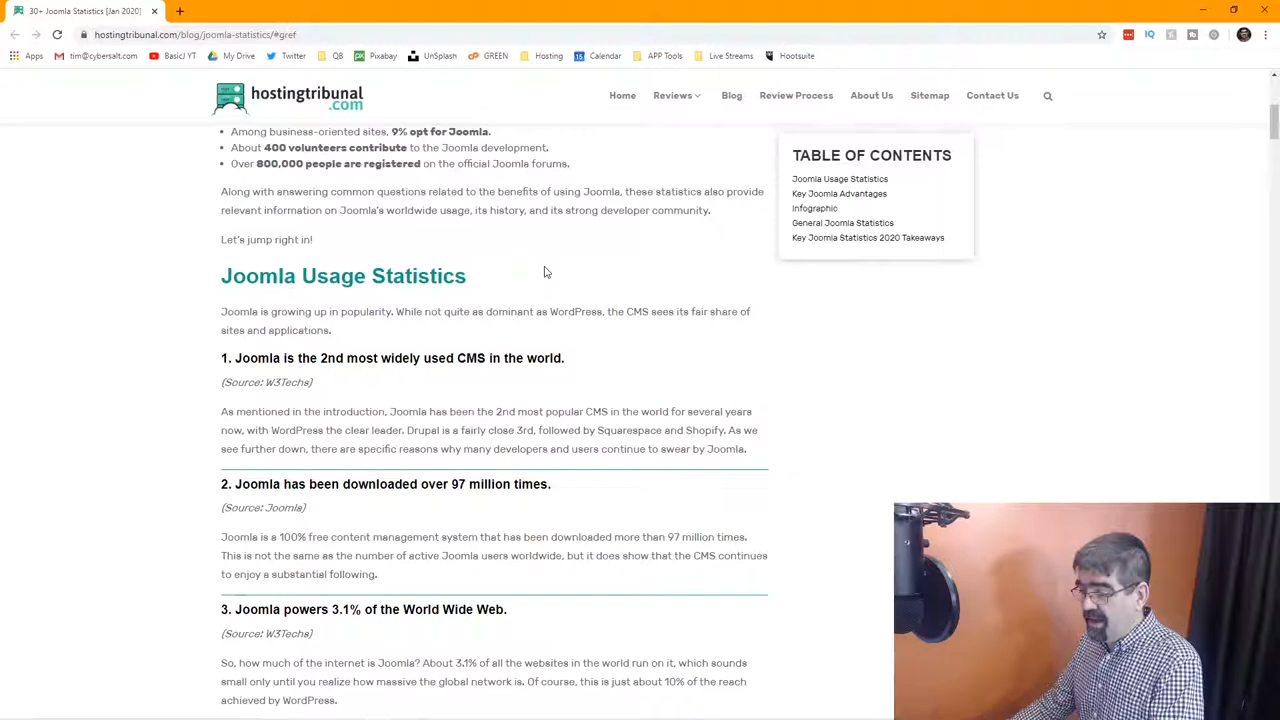 30+ Joomla Statistics [Jan 2020]
hostingtribunal.com/blog/joomla-statistics/#gref
Apps tim@cybersalt.com BasicJ YT My Drive Twitter QB Pixabay UnSplash GREEN Hosting Calendar APP Tools Live Streams Hootsuite
hostingtribunal
.com
Home Reviews Blog Review Process About Us Sitemap Contact Us
Among business-oriented sites, 9% opt for Joomla.
About 400 volunteers contribute to the Joomla development.
Over 800,000 people are registered on the official Joomla forums.
Along with answering common questions related to the benefits of using Joomla, these statistics also provide
relevant information on Joomla's worldwide usage, its history, and its strong developer community.
Let's jump right in!
Joomla Usage Statistics
Joomla is growing up in popularity. While not quite as dominant as WordPress, the CMS sees its fair share of
sites and applications.
1. Joomla is the 2nd most widely used CMS in the world.
(Source: W3Techs)
As mentioned in the introduction, Joomla has been the 2nd most popular CMS in the world for several years
now, with WordPress the clear leader. Drupal is a fairly close 3rd, followed by Squarespace and Shopify. As we
see further down, there are specific reasons why many developers and users continue to swear by Joomla.
2. Joomla has been downloaded over 97 million times.
(Source: Joomla)
Joomla is a 100% free content management system that has been downloaded more than 97 million times.
This is not the same as the number of active Joomla users worldwide, but it does show that the CMS continues
to enjoy a substantial following.
3. Joomla powers 3.1% of the World Wide Web.
(Source: W3Techs)
So, how much of the internet is Joomla? About 3.1% of all the websites in the world run on it, which sounds
small only until you realize how massive the global network is. Of course, this is just about 10% of the reach
achieved by WordPress.
TABLE OF CONTENTS
Joomla Usage Statistics
Key Joomla Advantages
Infographic
General Joomla Statistics
Key Joomla Statistics 2020 Takeaways